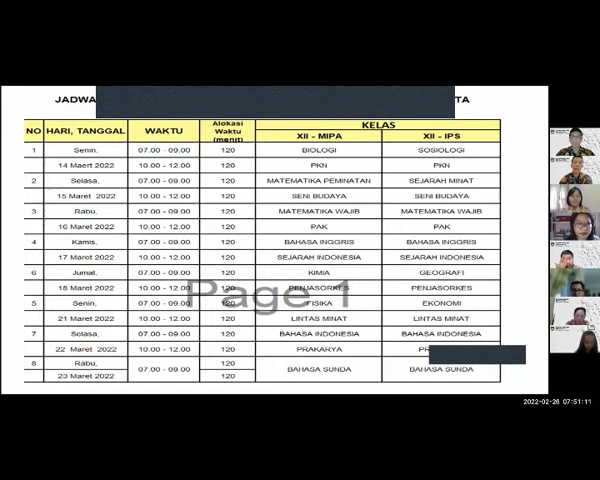 JADWA TA
NO HARI, TANGGAL WAKTU Alokasi Waktu (menit) KELAS
XII - MIPA XII - IPS
1 Senin, 07.00 - 09.00 120 BIOLOGI SOSIOLOGI
14 Maert 2022 10.00 - 12.00 120 PKN PKN
2 Selasa, 07.00 - 09.00 120 MATEMATIKA PEMINATAN SEJARAH MINAT
15 Maret 2022 10.00 - 12.00 120 SENI BUDAYA SENI BUDAYA
3 Rabu, 07.00 - 09.00 120 MATEMATIKA WAJIB MATEMATIKA WAJIB
16 Maret 2022 10.00 - 12.00 120 PAK PAK
4 Kamis, 07.00 - 09.00 120 BAHASA INGGRIS BAHASA INGGRIS
17 Maret 2022 10.00 - 12.00 120 SEJARAH INDONESIA SEJARAH INDONESIA
6 Jumat, 07.00 - 09.00 120 KIMIA GEOGRAFI
18 Maret 2022 10.00 - 12.00 120 PENJASORKES PENJASORKES
Page 1
5 Senin, 07.00 - 09.00 120 FISIKA EKONOMI
21 Maret 2022 10.00 - 12.00 120 LINTAS MINAT LINTAS MINAT
7 Selasa, 07.00 - 09.00 120 BAHASA INDONESIA BAHASA INDONESIA
22 Maret 2022 10.00 - 12.00 120 PRAKARYA PR
8 Rabu, 07.00 - 09.00 120 BAHASA SUNDA BAHASA SUNDA
23 Maret 2022 120
2022-02-26 07:51:11